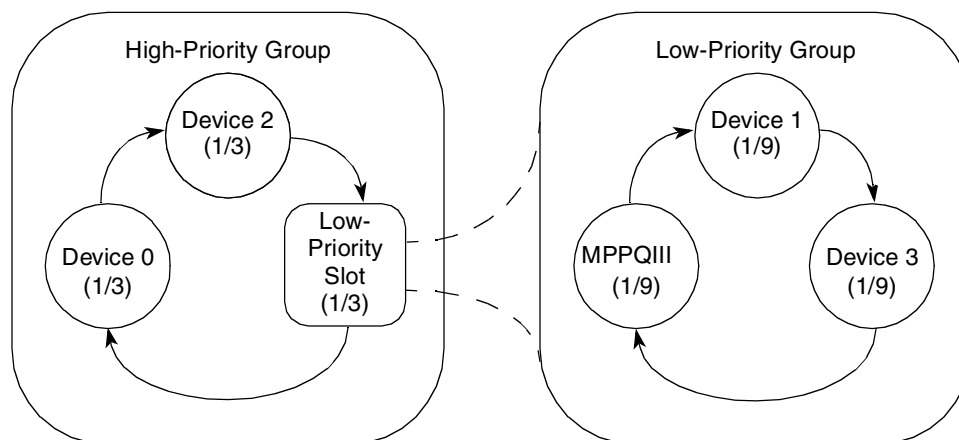 High-Priority Group
Device 2
(1/3)
Device 0
(1/3)
Low-
Priority
Slot
(1/3)
Low-Priority Group
Device 1
(1/9)
MPPQIII
(1/9)
Device 3
(1/9)